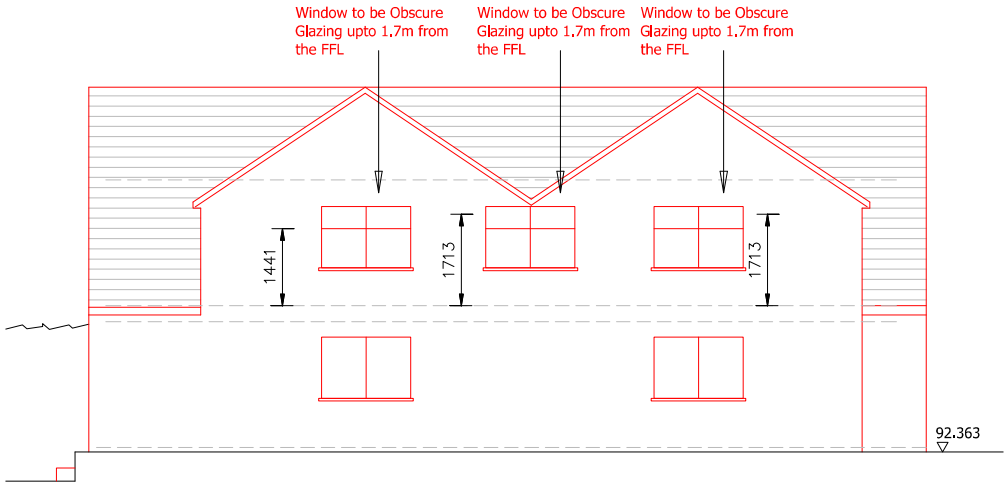 Window to be Obscure
Glazing upto 1.7m from
the FFL
Window to be Obscure
Glazing upto 1.7m from
the FFL
Window to be Obscure
Glazing upto 1.7m from
the FFL
1441
1713
1713
92.363